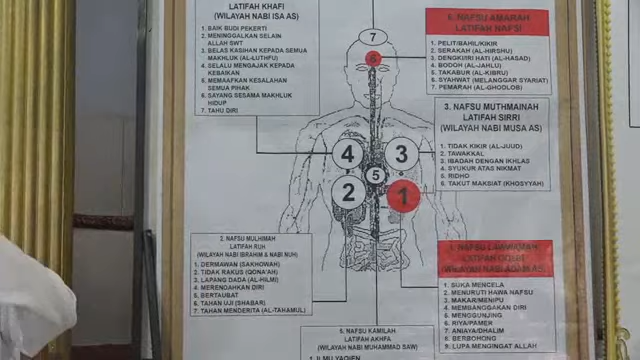 LATIFAH KHAFI
(WILAYAH NABI ISA AS)
1. BAIK BUDI PEKERTI
2. MENINGGALKAN SELAIN
ALLAH SWT
3. BELAS KASIHAN KEPADA SEMUA
MAKHLUK (AL-LUTHFU)
4. SELALU MENGAJAK KEPADA
KEBAIKAN
5. MEMAAFKAN KESALAHAN
SEMUA PIHAK
6. SAYANG SESAMA MAKHLUK
HIDUP
7. TAHU DIRI
6. NAFSU AMARAH
LATIFAH NAFSI
1. PELIT/BAHIL/KIKIR
2. SERAKAH (AL-HIRSHU)
3. DENGKI/IRI HATI (AL-HASAD)
4. BODOH (AL-JAHLU)
5. TAKABUR (AL-KIBRU)
6. SYAHWAT (MELANGGAR SYARIAT)
7. PEMARAH (AL-GHOOLOB)
3. NAFSU MUTHMAINAH
LATIFAH SIRRI
(WILAYAH NABI MUSA AS)
1. TIDAK KIKIR (AL-JUUD)
2. TAWAKKAL
3. IBADAH DENGAN IKHLAS
4. SYUKUR ATAS NIKMAT
5. RIDHO
6. TAKUT MAKSIAT (KHOSYYAH)
7
6
4
3
5
2
1
2. NAFSU MULHIMAH
LATIFAH RUH
(WILAYAH NABI IBRAHIM & NABI NUH)
1. DERMAWAN (SAKHOWAH)
2. TIDAK RAKUS (QONA'AH)
3. LAPANG DADA (AL-HILMI)
4. MERENDAHKAN DIRI
5. BERTAUBAT
6. TAHAN UJI (SHABAR)
7. TAHAN MENDERITA (AL-TAHAMUL)
1. NAFSU LAWWAMAH
LATIFAH QOLBI
(WILAYAH NABI ADAM AS)
1. SUKA MENCELA
2. MENURUTI HAWA NAFSU
3. MAKAR/MENIPU
4. MEMBANGGAKAN DIRI
5. MENGGUNJING
6. RIYA/PAMER
7. ANIAYA/DHALIM
8. BERBOHONG
9. LUPA MENGINGAT ALLAH
5. NAFSU KAMILAH
LATIFAH AKHFA
(WILAYAH NABI MUHAMMAD SAW)
1. ILMU YAQIEN